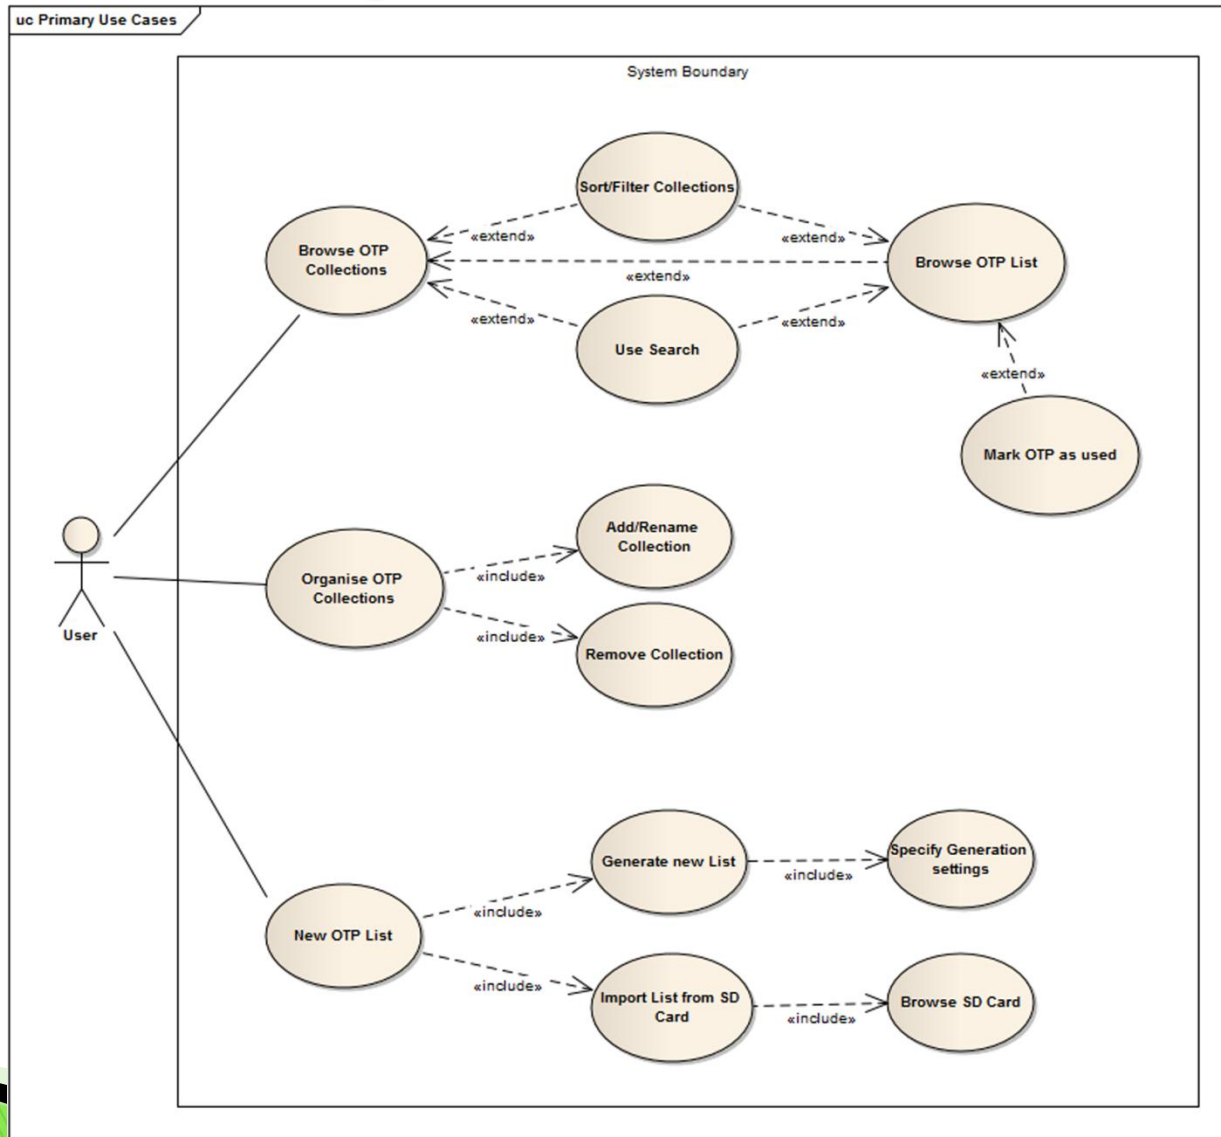 uc Primary Use Cases
System Boundary
Sort/Filter Collections
Browse OTP
Collections
«extend»
«extend»
Browse OTP List
«extend»
«extend»
«extend»
Use Search
«extend»
Mark OTP as used
Add/Rename
Collection
Organise OTP
Collections
«include»
«include»
Remove Collection
User
Generate new List
«include»
Specify Generation
settings
«include»
New OTP List
«include»
Import List from SD
Card
«include»
Browse SD Card